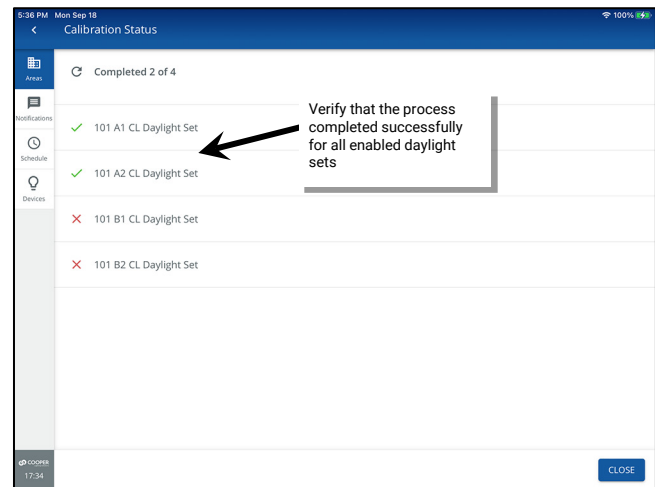 5:36 PM Mon Sep 18
100%
Calibration Status
Areas
Completed 2 of 4
Notifications
Verify that the process
completed successfully
for all enabled daylight
sets
101 A1 CL Daylight Set
Schedule
101 A2 CL Daylight Set
Devices
101 B1 CL Daylight Set
101 B2 CL Daylight Set
COOPER
17:34
CLOSE